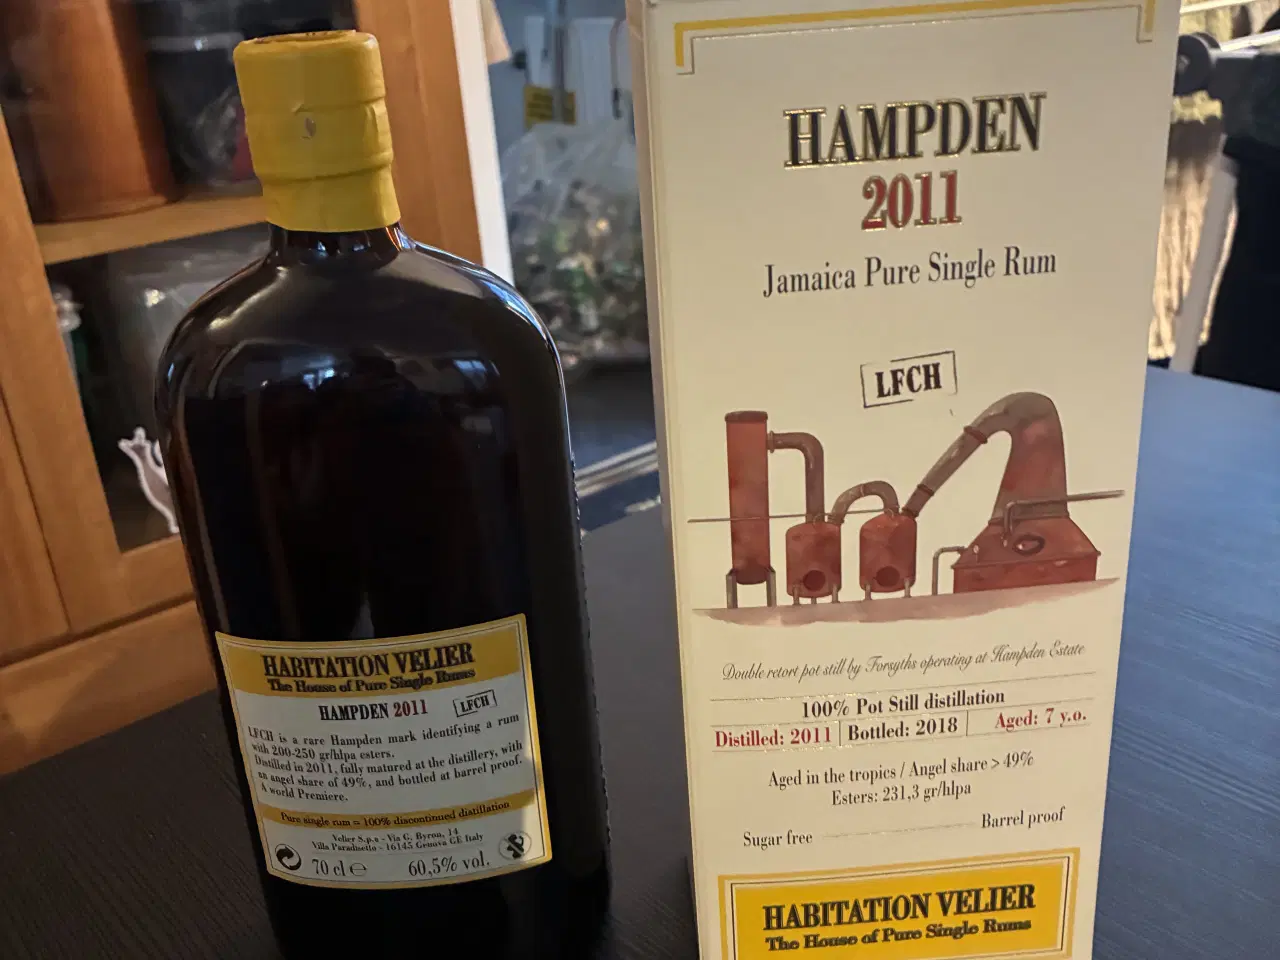 HABITATION VELIER
The House of Pure Single Rums
HAMPDEN 2011
LFCH
LFCH is a rare Hampden mark identifying a rum
with 200-250 gr/hlpa esters.
Distilled in 2011, fully matured at the distillery, with
an angel share of 49%, and bottled at barrel proof.
A world Premiere.
Pure single rum = 100% discontinued distillation
Velier S.p.a - Via G. Byron, 14
Villa Paradisetto - 16145 Genova GE Italy
70 cl ℮ 60,5% vol.
HAMPDEN
2011
Jamaica Pure Single Rum
LFCH
Double retort pot still by Forsyths operating at Hampden Estate
100% Pot Still distillation
Distilled: 2011 Bottled: 2018 Aged: 7 y.o.
Aged in the tropics / Angel share > 49%
Esters: 231,3 gr/hlpa
Sugar free Barrel proof
HABITATION VELIER
The House of Pure Single Rums